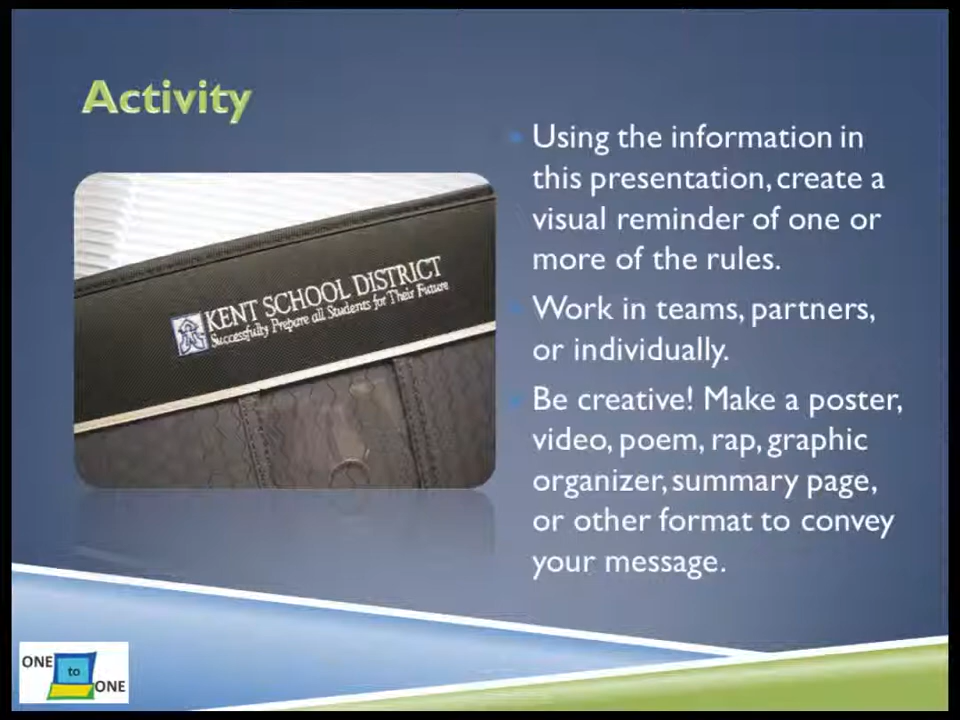 Activity
KENT SCHOOL DISTRICT
Successfully Prepare all Students for Their Future
Using the information in
this presentation, create a
visual reminder of one or
more of the rules.
Work in teams, partners,
or individually.
Be creative! Make a poster,
video, poem, rap, graphic
organizer, summary page,
or other format to convey
your message.
ONE
to
ONE